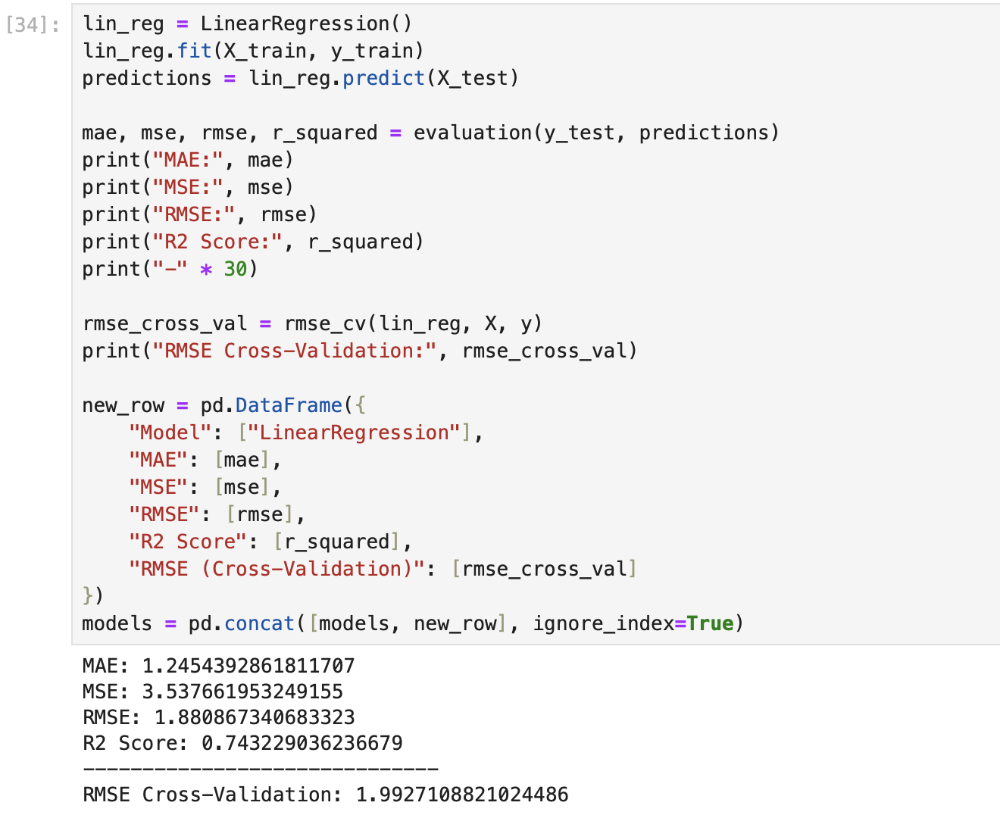 [34]:
lin_reg = LinearRegression()
lin_reg.fit(X_train, y_train)
predictions = lin_reg.predict(X_test)
mae, mse, rmse, r_squared = evaluation(y_test, predictions)
print("MAE:", mae)
print("MSE:", mse)
print("RMSE:", rmse)
print("R2 Score:", r_squared)
print("-" * 30)
rmse_cross_val = rmse_cv(lin_reg, X, y)
print("RMSE Cross-Validation:", rmse_cross_val)
new_row = pd.DataFrame({
    "Model": ["LinearRegression"],
    "MAE": [mae],
    "MSE": [mse],
    "RMSE": [rmse],
    "R2 Score": [r_squared],
    "RMSE (Cross-Validation)": [rmse_cross_val]
})
models = pd.concat([models, new_row], ignore_index=True)
MAE: 1.2454392861811707
MSE: 3.537661953249155
RMSE: 1.880867340683323
R2 Score: 0.743229036236679
------------------------------
RMSE Cross-Validation: 1.9927108821024486